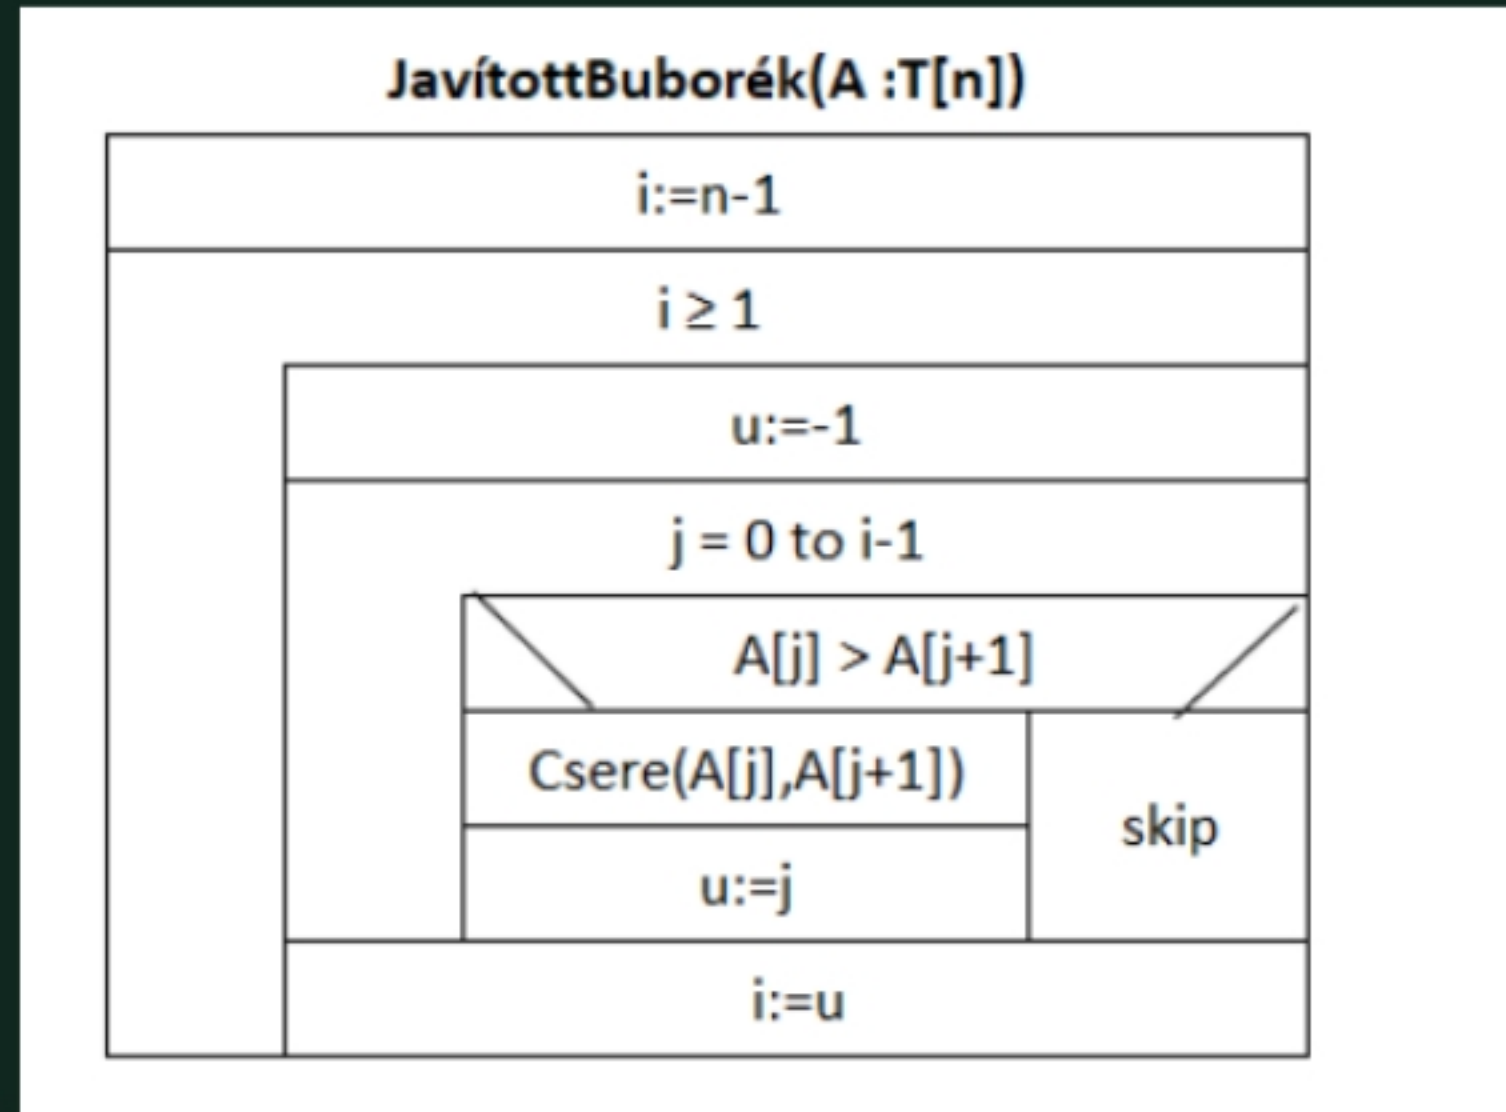 JavítottBuborék(A :T[n])
i:=n-1
i ≥ 1
u:=-1
j = 0 to i-1
A[j] > A[j+1]
Csere(A[j],A[j+1])
skip
u:=j
i:=u